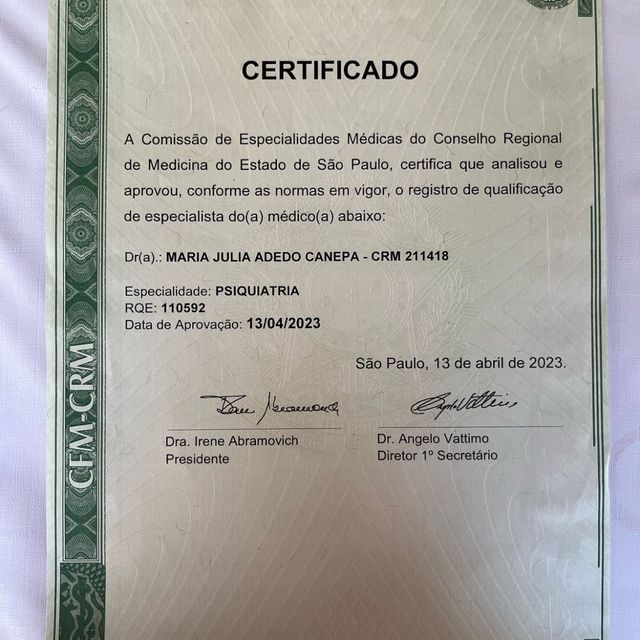 CERTIFICADO
A Comissão de Especialidades Médicas do Conselho Regional
de Medicina do Estado de São Paulo, certifica que analisou e
aprovou, conforme as normas em vigor, o registro de qualificação
de especialista do(a) médico(a) abaixo:
Dr(a).: MARIA JULIA ADEDO CANEPA - CRM 211418
Especialidade: PSIQUIATRIA
RQE: 110592
Data de Aprovação: 13/04/2023
São Paulo, 13 de abril de 2023.
Dra. Irene Abramovich
Presidente
Dr. Angelo Vattimo
Diretor 1º Secretário
CFM-CRM